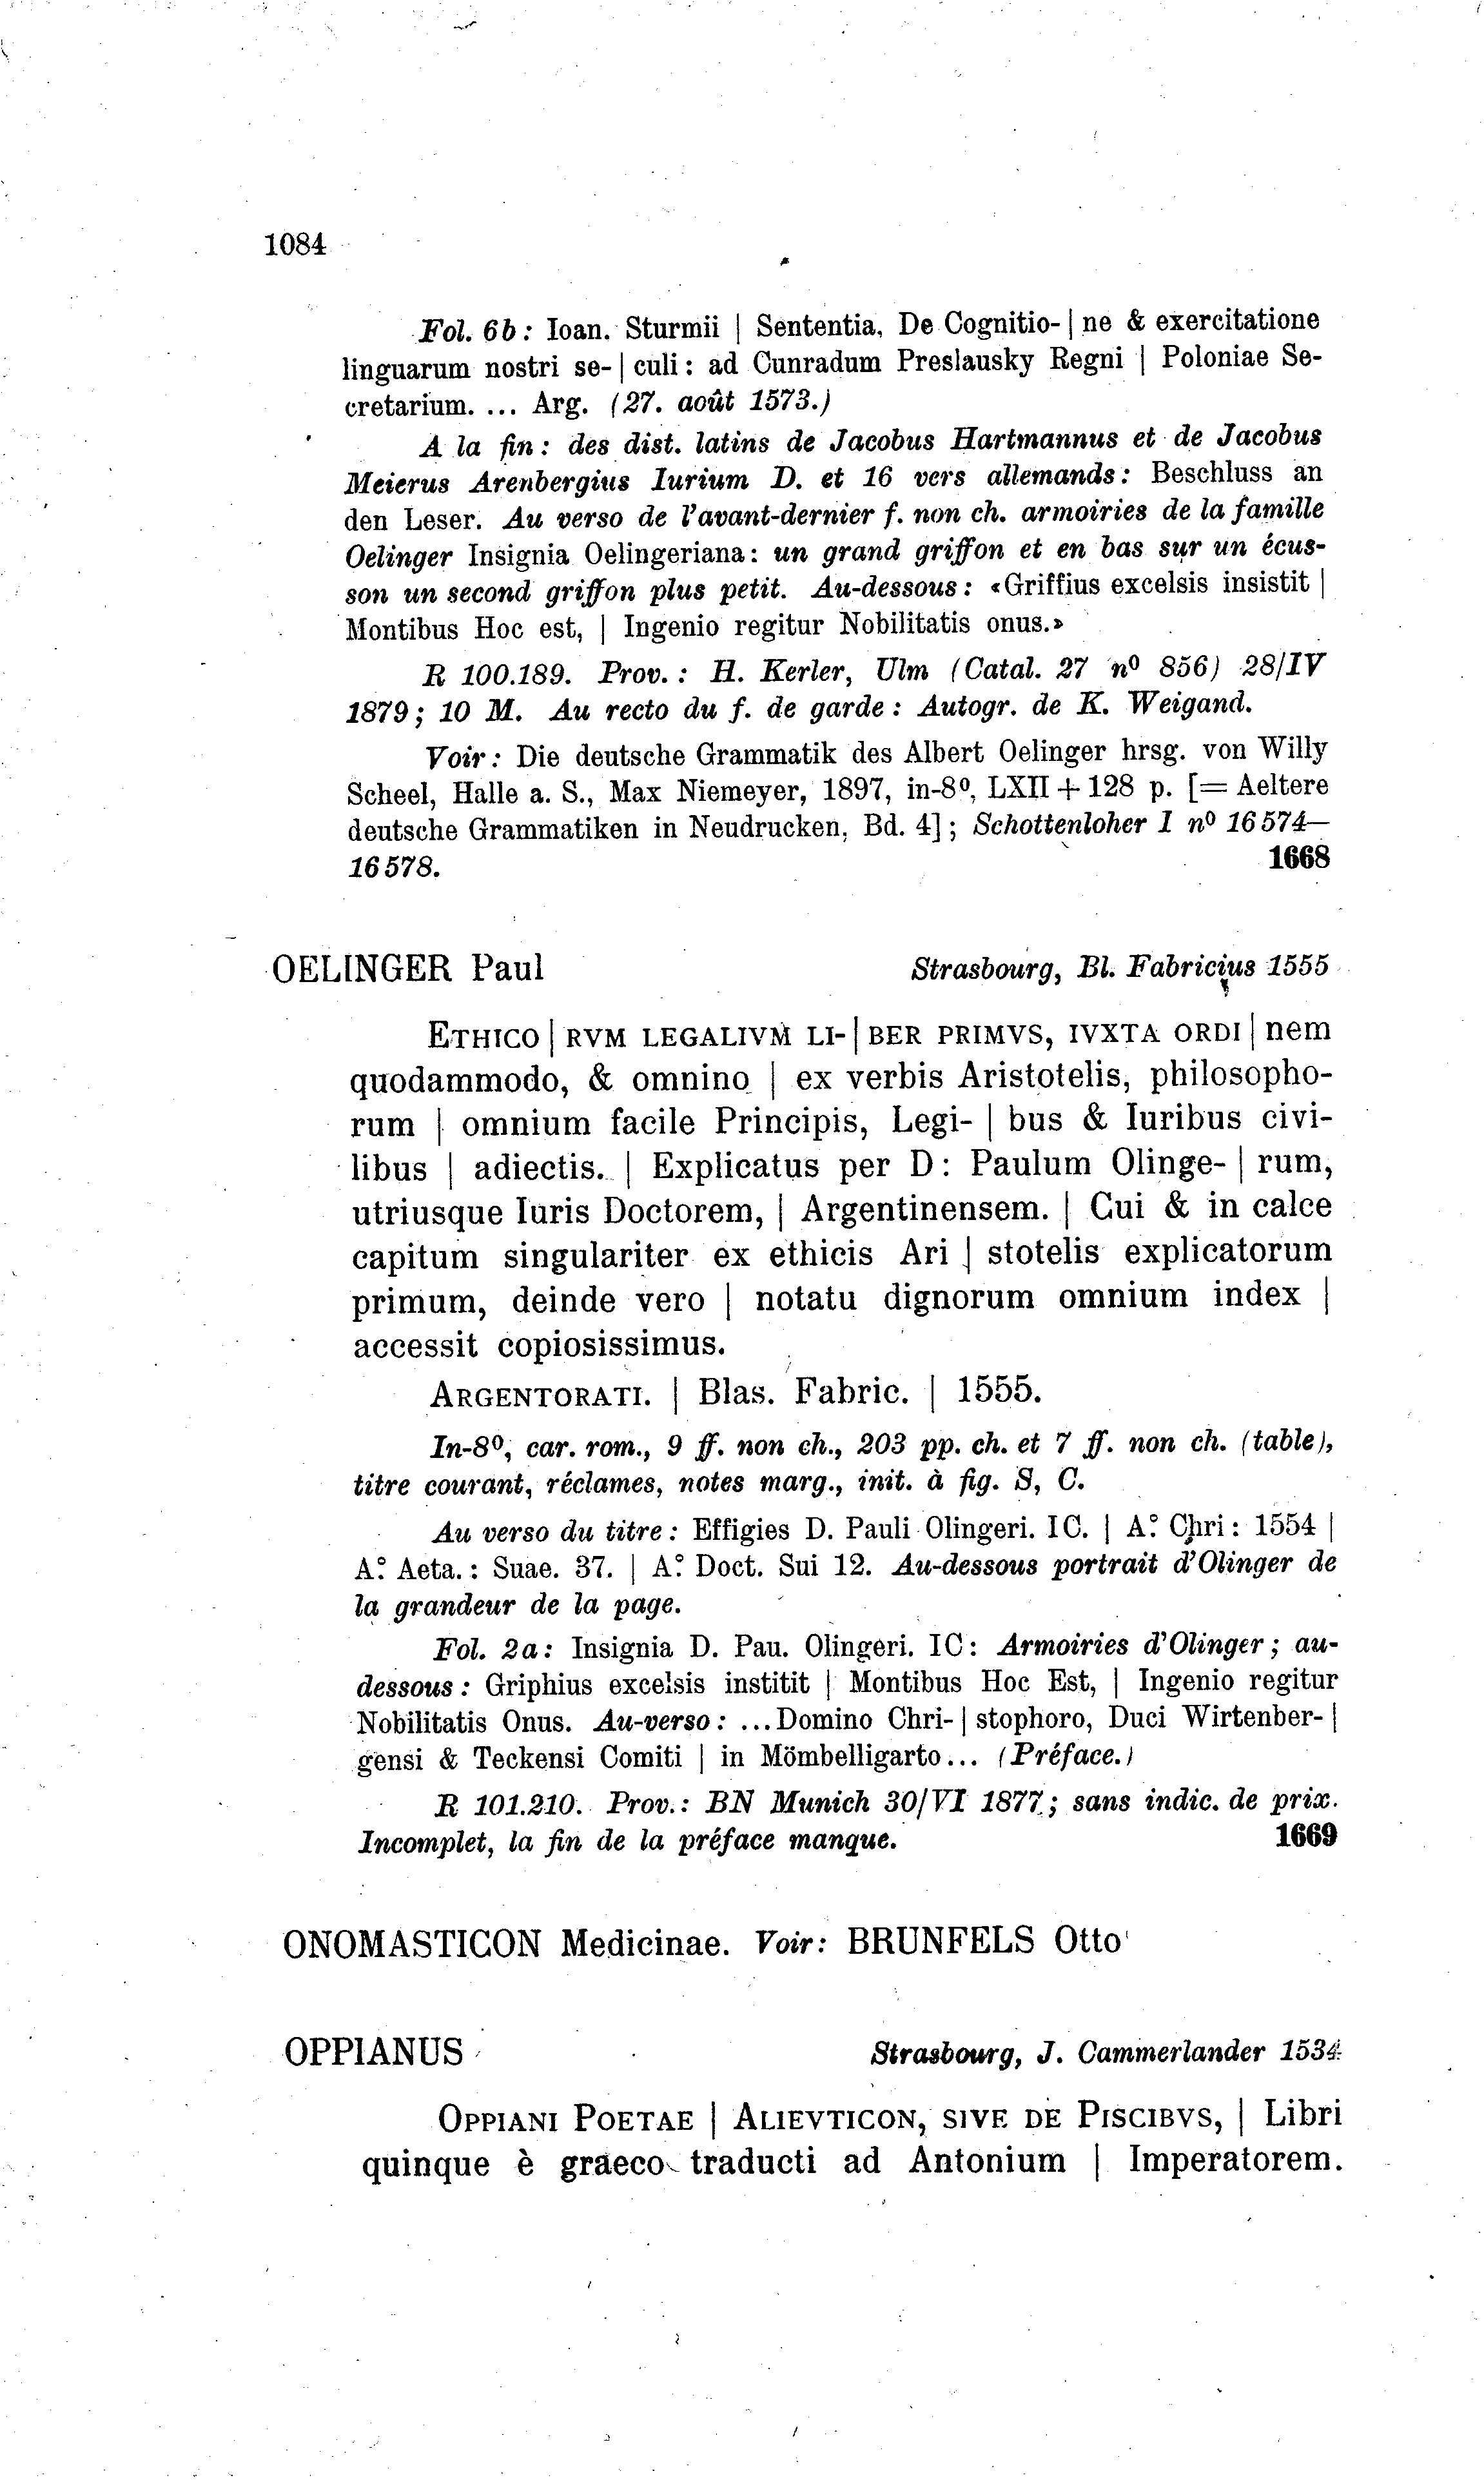 1084
Fol. 6b: Ioan. Sturmii | Sententia, De Cognitio- | ne & exercitatione
linguarum nostri se- | culi: ad Cunradum Preslausky Regni | Poloniae Se-
cretarium. ... Arg. (27. août 1573.)
A la fin: des dist. latins de Jacobus Hartmannus et de Jacobus
Meierus Arenbergius Iurium D. et 16 vers allemands: Beschluss an
den Leser. Au verso de l'avant-dernier f. non ch. armoiries de la famille
Oelinger Insignia Oelingeriana: un grand griffon et en bas sur un écus-
son un second griffon plus petit. Au-dessous: «Griffius excelsis insistit |
Montibus Hoc est, | Ingenio regitur Nobilitatis onus.»
R 100.189. Prov.: H. Kerler, Ulm (Catal. 27 nº 856) 28/IV
1879; 10 M. Au recto du f. de garde: Autogr. de K. Weigand.
Voir: Die deutsche Grammatik des Albert Oelinger hrsg. von Willy
Scheel, Halle a. S., Max Niemeyer, 1897, in-8º, LXII + 128 p. [= Aeltere
deutsche Grammatiken in Neudrucken, Bd. 4]; Schottenloher I nº 16574—
16578. 1668
OELINGER Paul Strasbourg, Bl. Fabricius 1555
ETHICO | RVM LEGALIVM LI- | BER PRIMVS, IVXTA ORDI | nem
quodammodo, & omnino | ex verbis Aristotelis, philosopho-
rum | omnium facile Principis, Legi- | bus & Iuribus civi-
libus | adiectis. | Explicatus per D: Paulum Olinge- | rum,
utriusque Iuris Doctorem, | Argentinensem. | Cui & in calce
capitum singulariter ex ethicis Ari | stotelis explicatorum
primum, deinde vero | notatu dignorum omnium index |
accessit copiosissimus.
ARGENTORATI. | Blas. Fabric. | 1555.
In-8º, car. rom., 9 ff. non ch., 203 pp. ch. et 7 ff. non ch. (table),
titre courant, réclames, notes marg., init. à fig. S, C.
Au verso du titre: Effigies D. Pauli Olingeri. IC. | A.º Chri: 1554 |
A.º Aeta.: Suae. 37. | A.º Doct. Sui 12. Au-dessous portrait d'Olinger de
la grandeur de la page.
Fol. 2a: Insignia D. Pau. Olingeri. IC: Armoiries d'Olinger; au-
dessous: Griphius excelsis institit | Montibus Hoc Est, | Ingenio regitur
Nobilitatis Onus. Au-verso: ... Domino Chri- | stophoro, Duci Wirtenber- |
gensi & Teckensi Comiti | in Mömbelligarto... (Préface.)
R 101.210. Prov.: BN Munich 30/VI 1877; sans indic. de prix.
Incomplet, la fin de la préface manque. 1669
ONOMASTICON Medicinae. Voir: BRUNFELS Otto
OPPIANUS Strasbourg, J. Cammerlander 1534
OPPIANI POETAE | ALIEVTICON, SIVE DE PISCIBVS, | Libri
quinque è graeco traducti ad Antonium | Imperatorem.